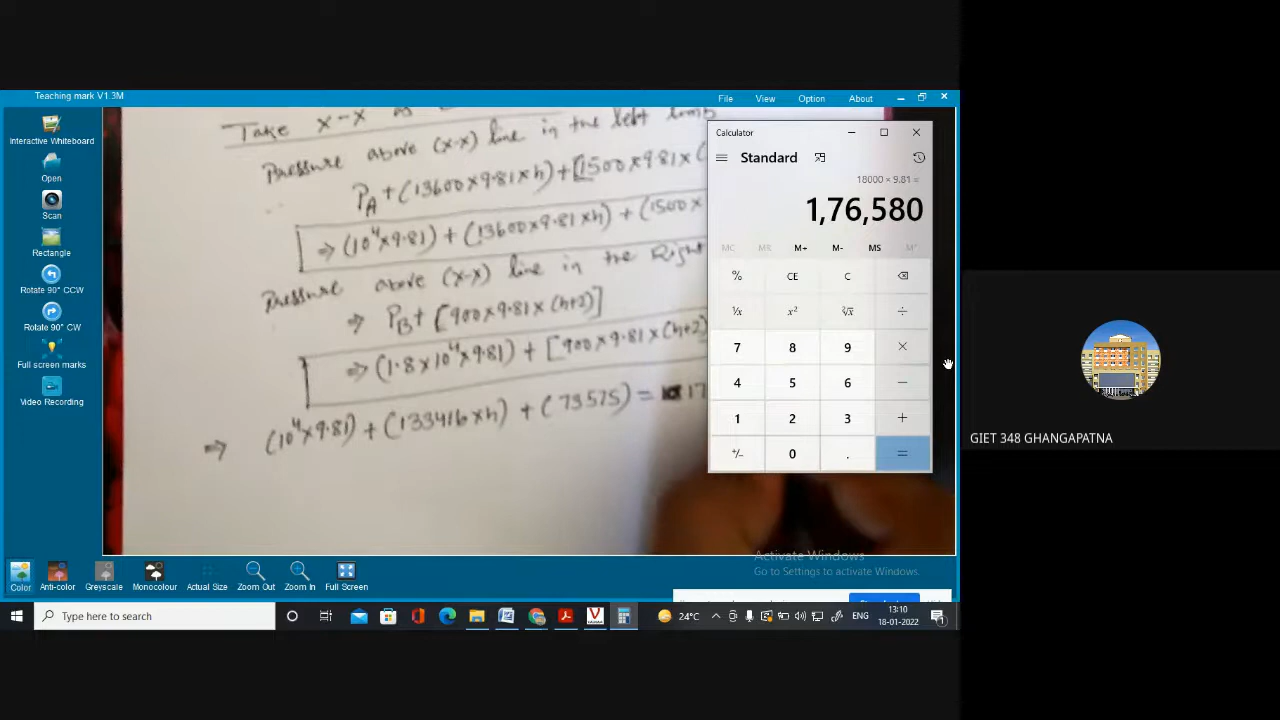 Teaching mark V1.3M
File View Option About
Interactive Whiteboard
Open
Scan
Rectangle
Rotate 90° CCW
Rotate 90° CW
Full screen marks
Video Recording
Take X-X
Pressure above (x-x) line in the left limb
PA + (13600×9.81×h) + [1500×9.81×(
⇒ (10⁴×9.81) + (13600×9.81×h) + (1500×
Pressure above (x-x) line in the Right
⇒ PB + [900×9.81×(h+2)]
⇒ (1.8×10⁴×9.81) + [900×9.81×(h+2)
⇒ (10⁴×9.81) + (133416×h) + (73575) = 17
Calculator
Standard
18000 × 9.81 =
1,76,580
MC MR M+ M- MS M˅
% CE C ⌫
¹/x x² ²√x ÷
7 8 9 ×
4 5 6 −
1 2 3 +
+/− 0 . =
GIET 348 GHANGAPATNA
Activate Windows
Go to Settings to activate Windows.
Color Anti-color Greyscale Monocolour Actual Size Zoom Out Zoom In Full Screen
Type here to search
24°C
ENG
13:10
18-01-2022